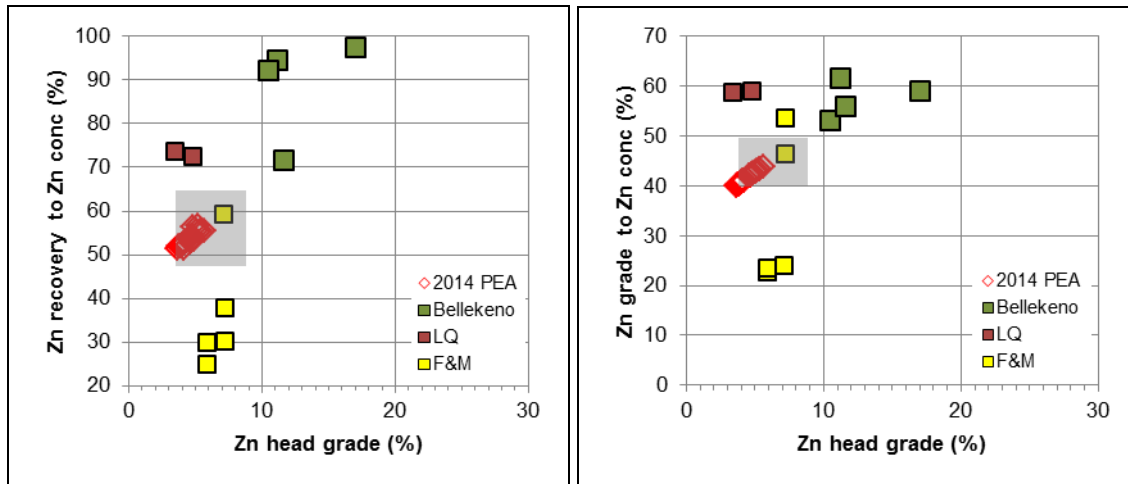 Zn recovery to Zn conc (%)
100
90
80
70
60
50
40
30
20
0
10
20
30
Zn head grade (%)
2014 PEA
Bellekeno
LQ
F&M
Zn grade to Zn conc (%)
70
60
50
40
30
20
10
0
0
10
20
30
Zn head grade (%)
2014 PEA
Bellekeno
LQ
F&M